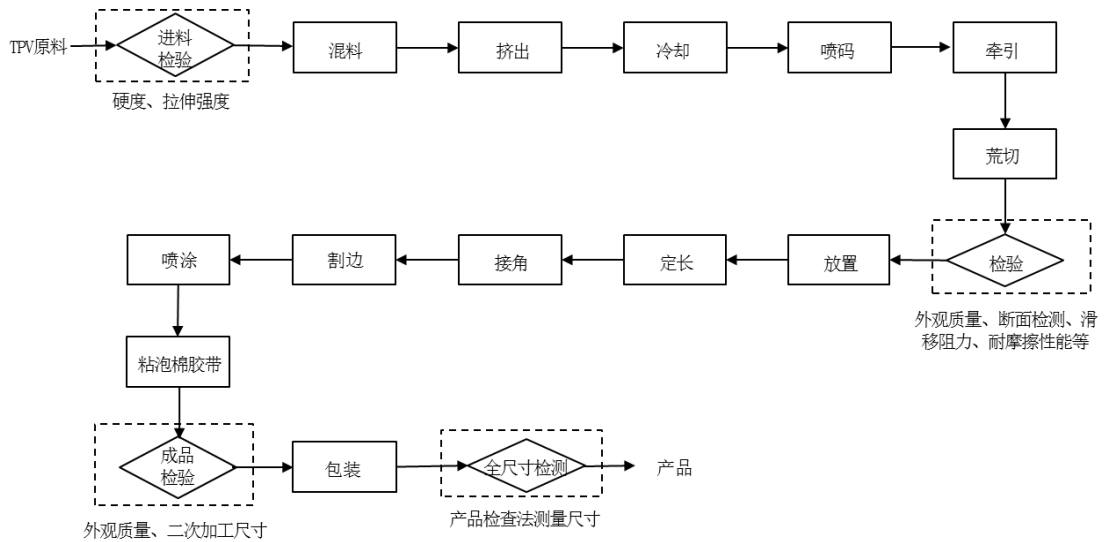 TPV原料
进料
检验
混料
挤出
冷却
喷码
牵引
硬度、拉伸强度
荒切
检验
放置
定长
接角
割边
喷涂
外观质量、断面检测、滑
移阻力、耐摩擦性能等
粘泡棉胶带
成品
检验
包装
全尺寸检测
产品
外观质量、二次加工尺寸
产品检查法测量尺寸